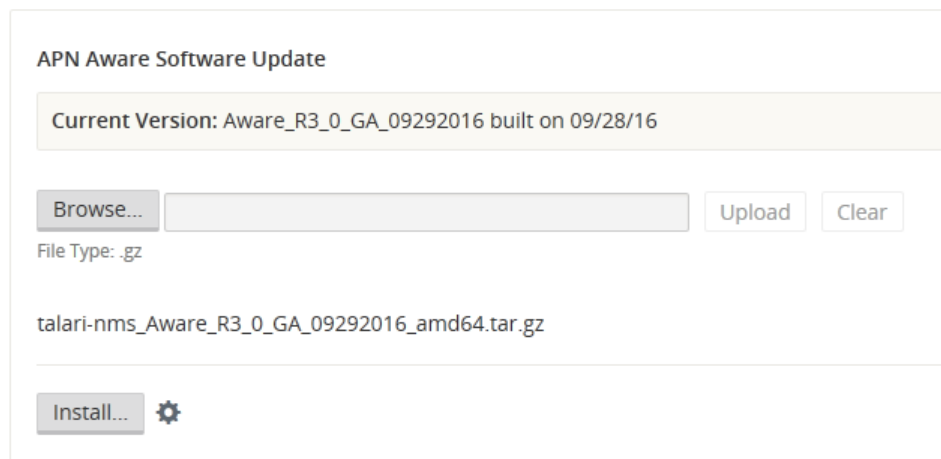 APN Aware Software Update
Current Version: Aware_R3_0_GA_09292016 built on 09/28/16
Browse... Upload Clear
File Type: .gz
talari-nms_Aware_R3_0_GA_09292016_amd64.tar.gz
Install...